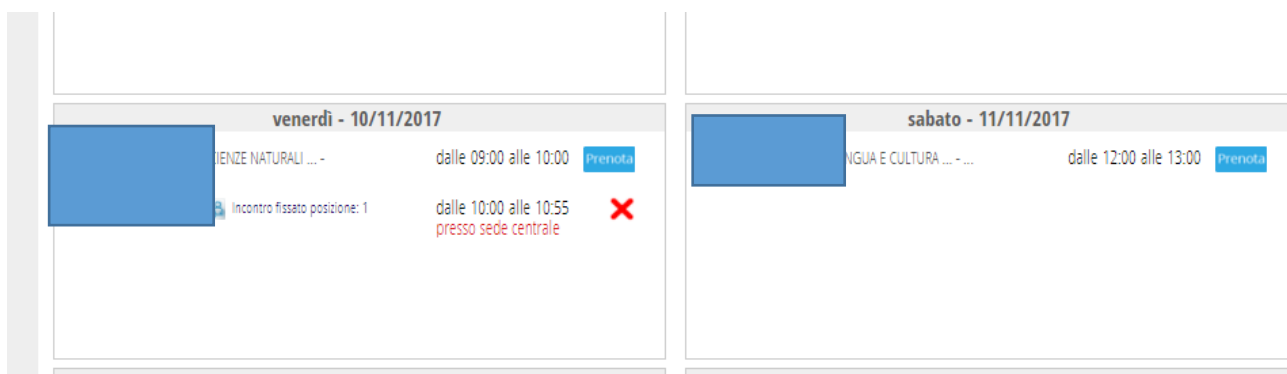 venerdì - 10/11/2017
IENZE NATURALI ... - dalle 09:00 alle 10:00 Prenota
Incontro fissato posizione: 1 dalle 10:00 alle 10:55
presso sede centrale
sabato - 11/11/2017
NGUA E CULTURA ... - ... dalle 12:00 alle 13:00 Prenota